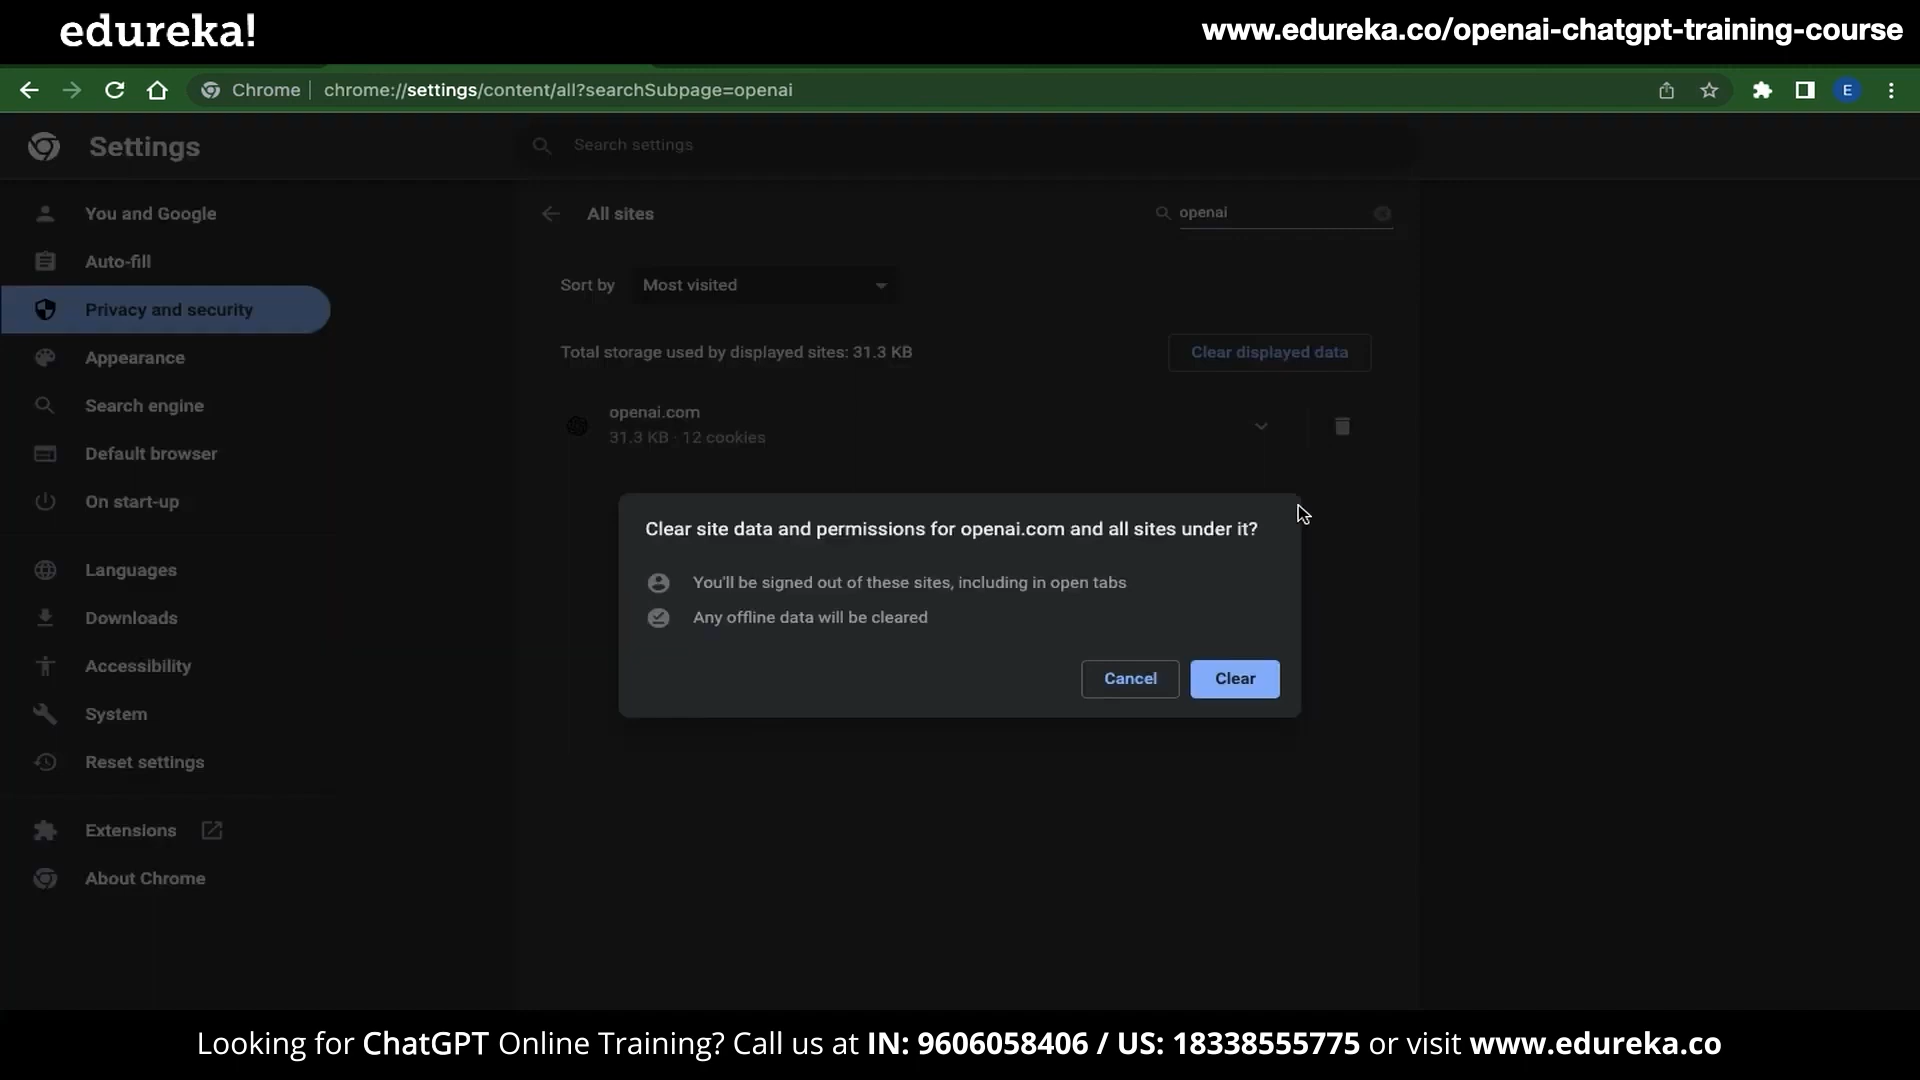 edureka!
www.edureka.co/openai-chatgpt-training-course
Chrome
chrome://settings/content/all?searchSubpage=openai
E
Settings
Search settings
You and Google
Auto-fill
Privacy and security
Appearance
Search engine
Default browser
On start-up
Languages
Downloads
Accessibility
System
Reset settings
Extensions
About Chrome
All sites
openai
Sort by
Most visited
Total storage used by displayed sites: 31.3 KB
Clear displayed data
openai.com
31.3 KB · 12 cookies
Clear site data and permissions for openai.com and all sites under it?
You'll be signed out of these sites, including in open tabs
Any offline data will be cleared
Cancel
Clear
Looking for ChatGPT Online Training? Call us at IN: 9606058406 / US: 18338555775 or visit www.edureka.co